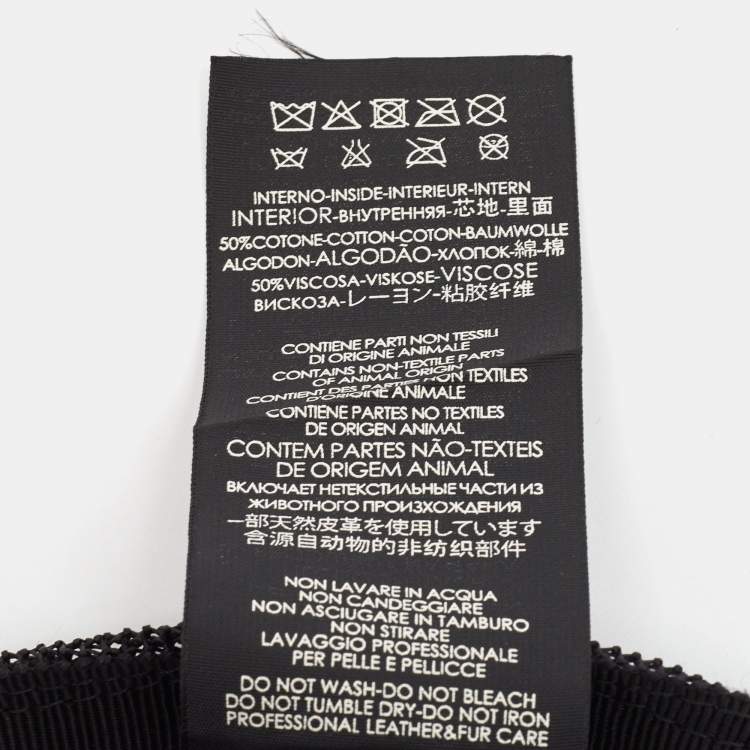 INTERNO-INSIDE-INTERIEUR-INTERN
INTERIOR-ВНУТРЕННЯЯ-芯地-里面
50%COTONE-COTTON-COTON-BAUMWOLLE
ALGODON-ALGODÃO-ХЛОПОК-綿-棉
50%VISCOSA-VISKOSE-VISCOSE
ВИСКОЗА-レーヨン-粘胶纤维
CONTIENE PARTI NON TESSILI
DI ORIGINE ANIMALE
CONTAINS NON-TEXTILE PARTS
OF ANIMAL ORIGIN
CONTIENT DES PARTIES NON TEXTILES
D'ORIGINE ANIMALE
CONTIENE PARTES NO TEXTILES
DE ORIGEN ANIMAL
CONTEM PARTES NÃO-TEXTEIS
DE ORIGEM ANIMAL
ВКЛЮЧАЕТ НЕТЕКСТИЛЬНЫЕ ЧАСТИ ИЗ
ЖИВОТНОГО ПРОИЗХОЖДЕНИЯ
一部天然皮革を使用しています
含源自动物的非纺织部件
NON LAVARE IN ACQUA
NON CANDEGGIARE
NON ASCIUGARE IN TAMBURO
NON STIRARE
LAVAGGIO PROFESSIONALE
PER PELLE E PELLICCE
DO NOT WASH-DO NOT BLEACH
DO NOT TUMBLE DRY-DO NOT IRON
PROFESSIONAL LEATHER&FUR CARE